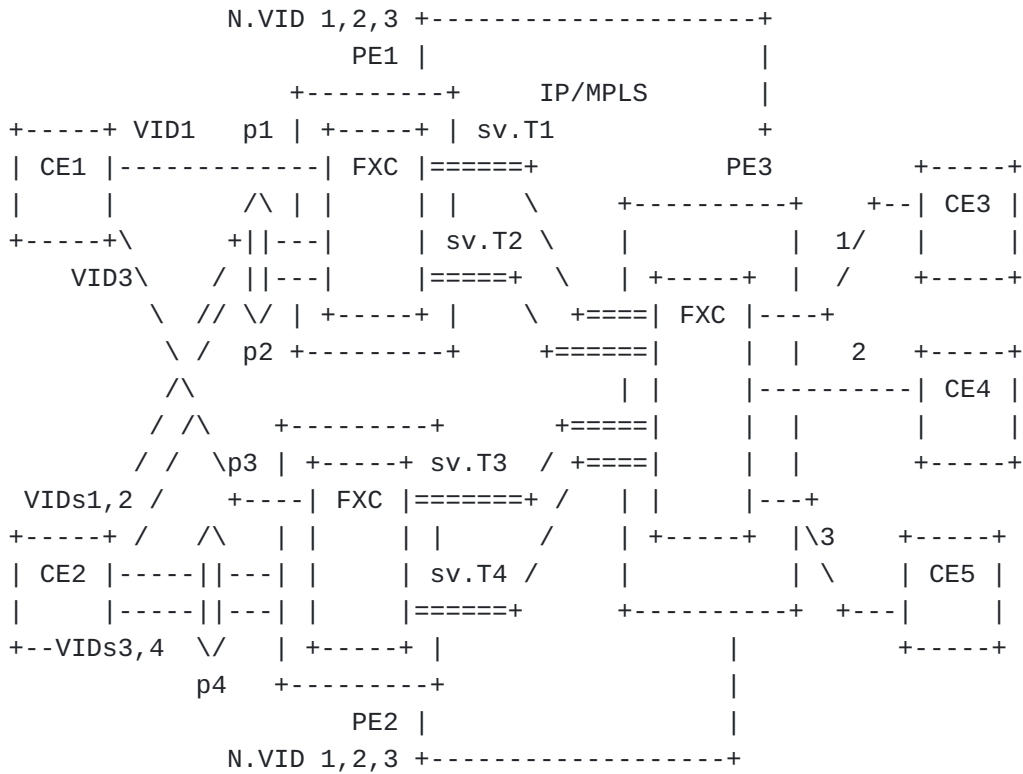 N.VID 1,2,3
PE1
IP/MPLS
VID1 p1 sv.T1
CE1 FXC PE3
CE3
sv.T2 1
VID3
FXC
p2 2
CE4
p3 sv.T3
VIDs1,2 FXC
3
CE2 sv.T4 CE5
VIDs3,4
p4
PE2
N.VID 1,2,3